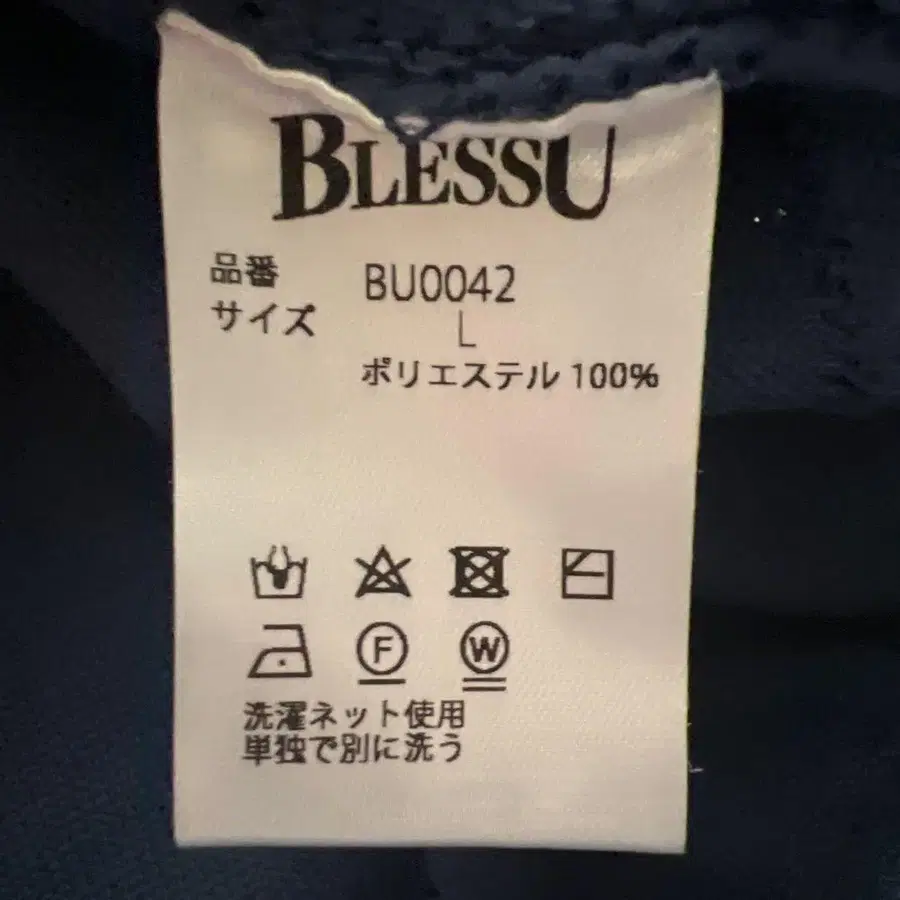 BLESSU
品番 BU0042
サイズ L
ポリエステル 100%
F W
洗濯ネット使用
単独で別に洗う